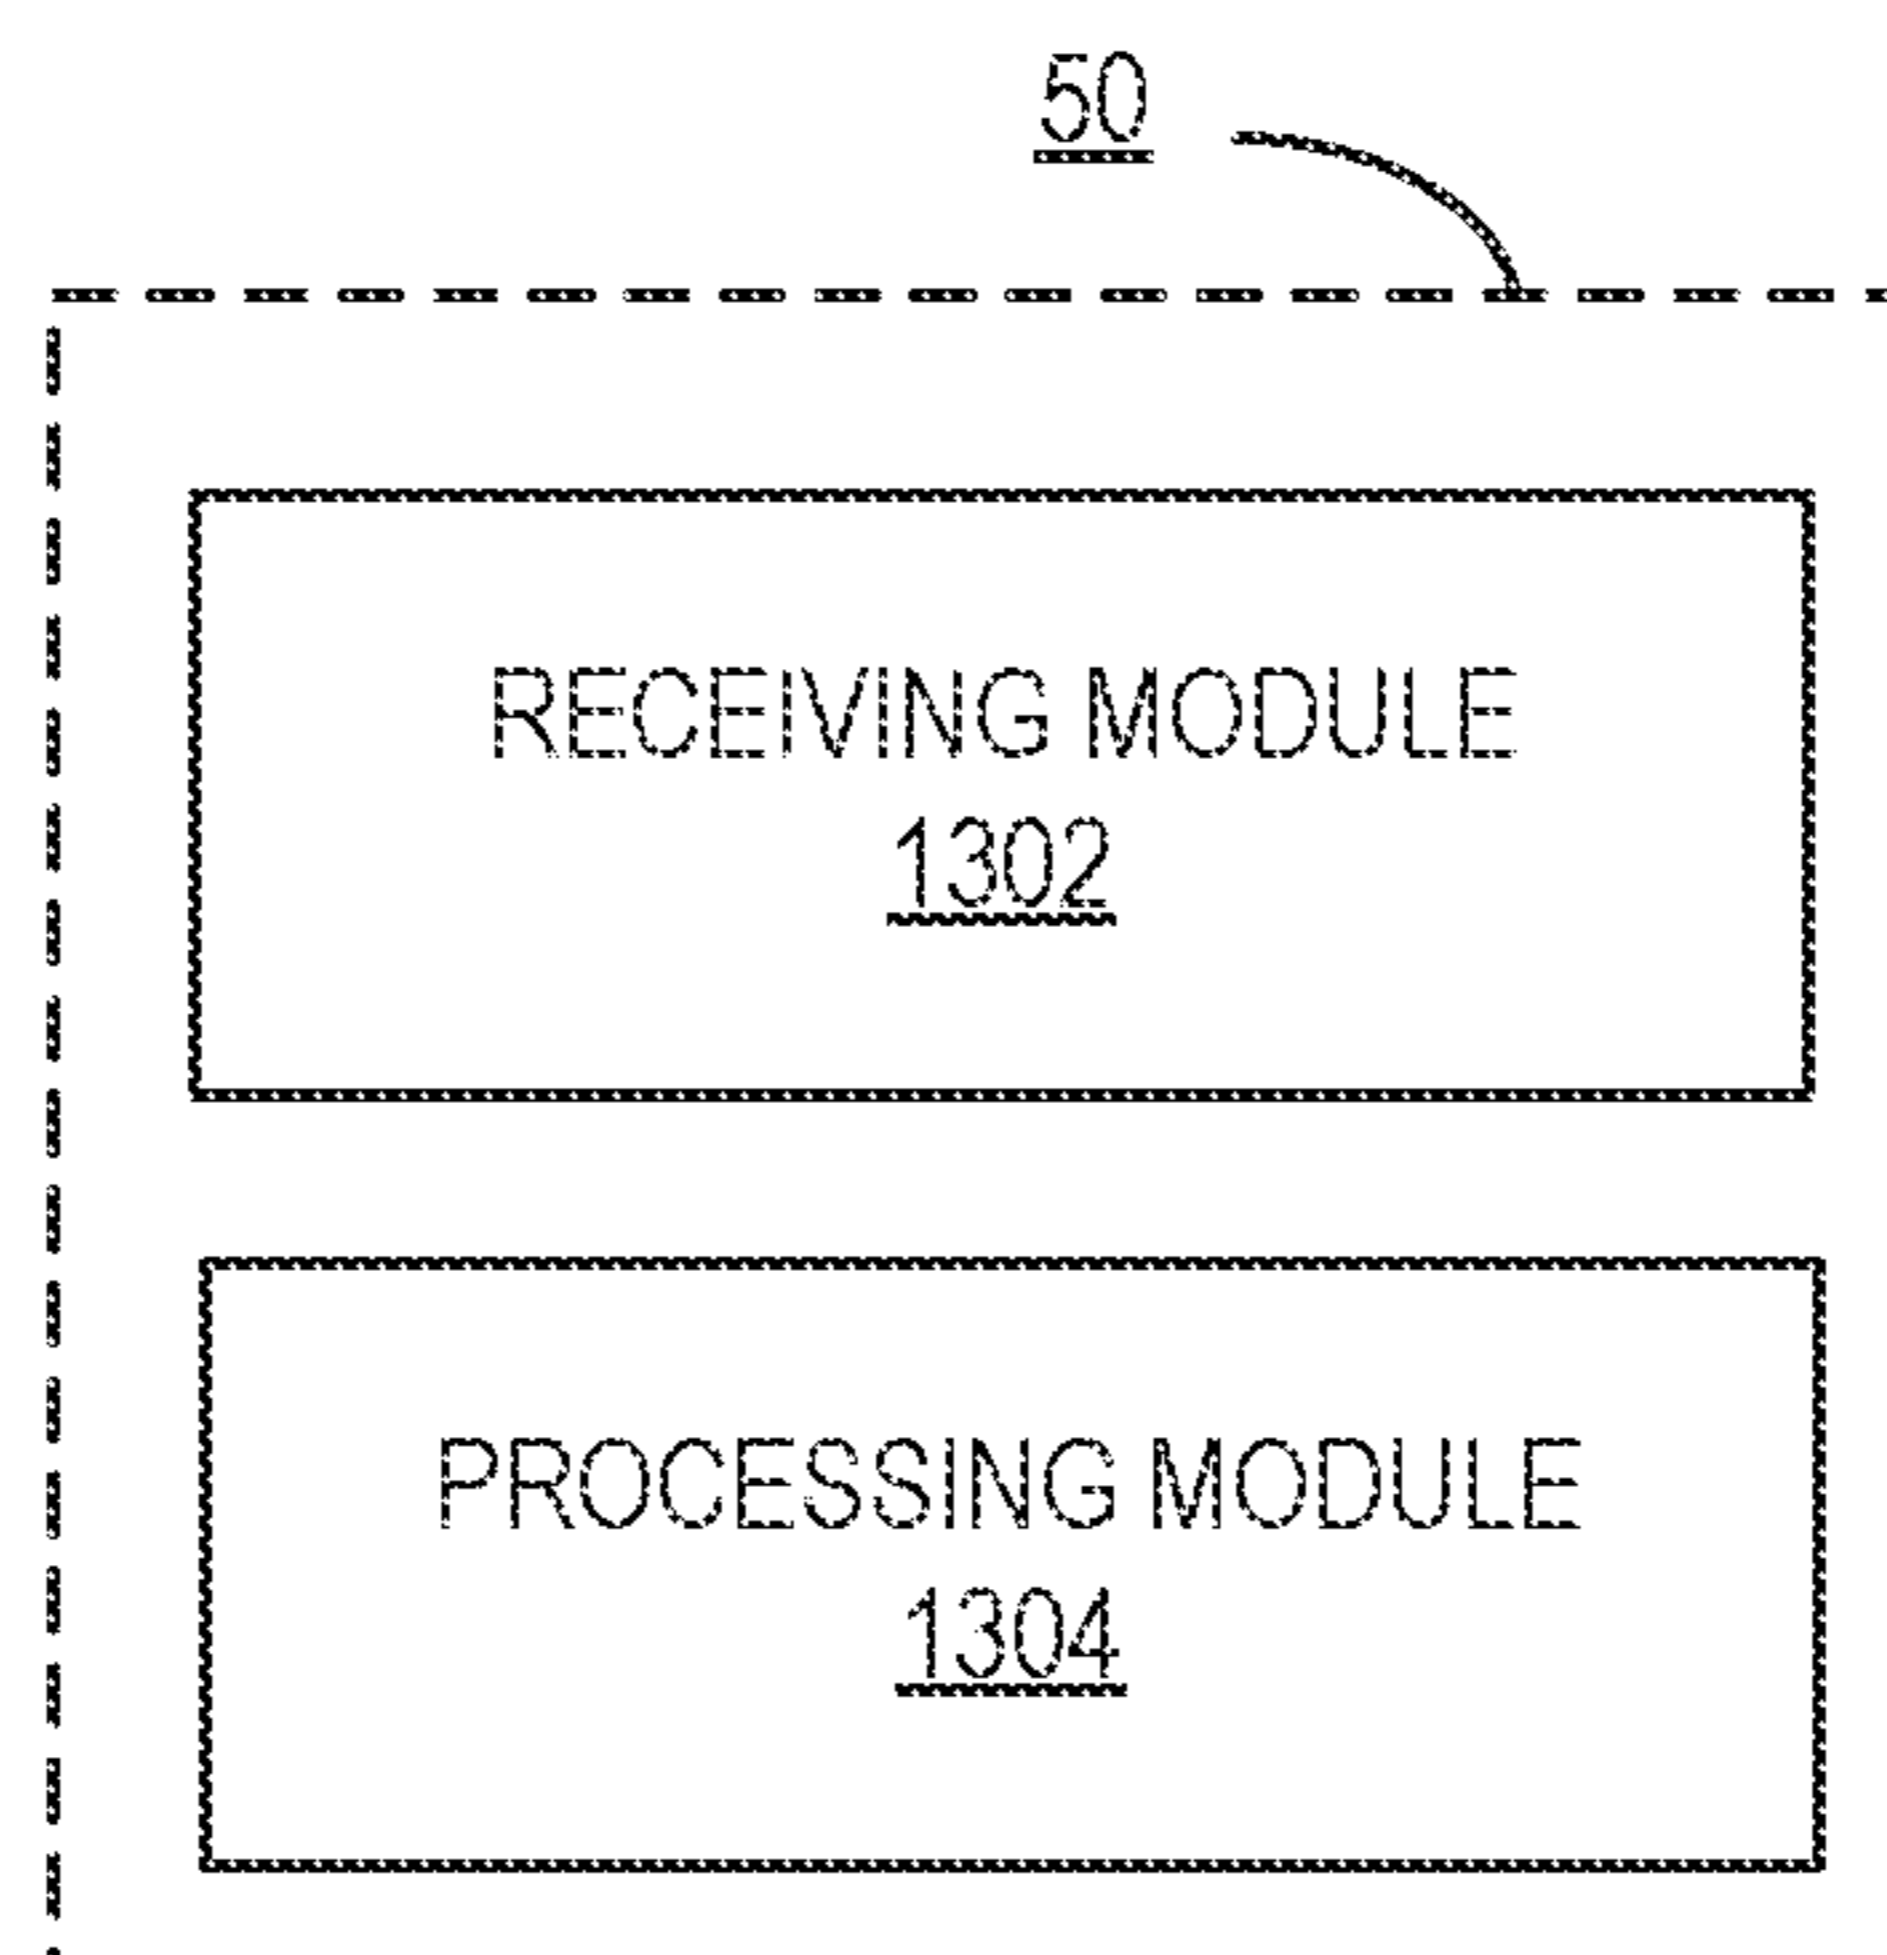 50
RECEIVING MODULE
1302
PROCESSING MODULE
1304